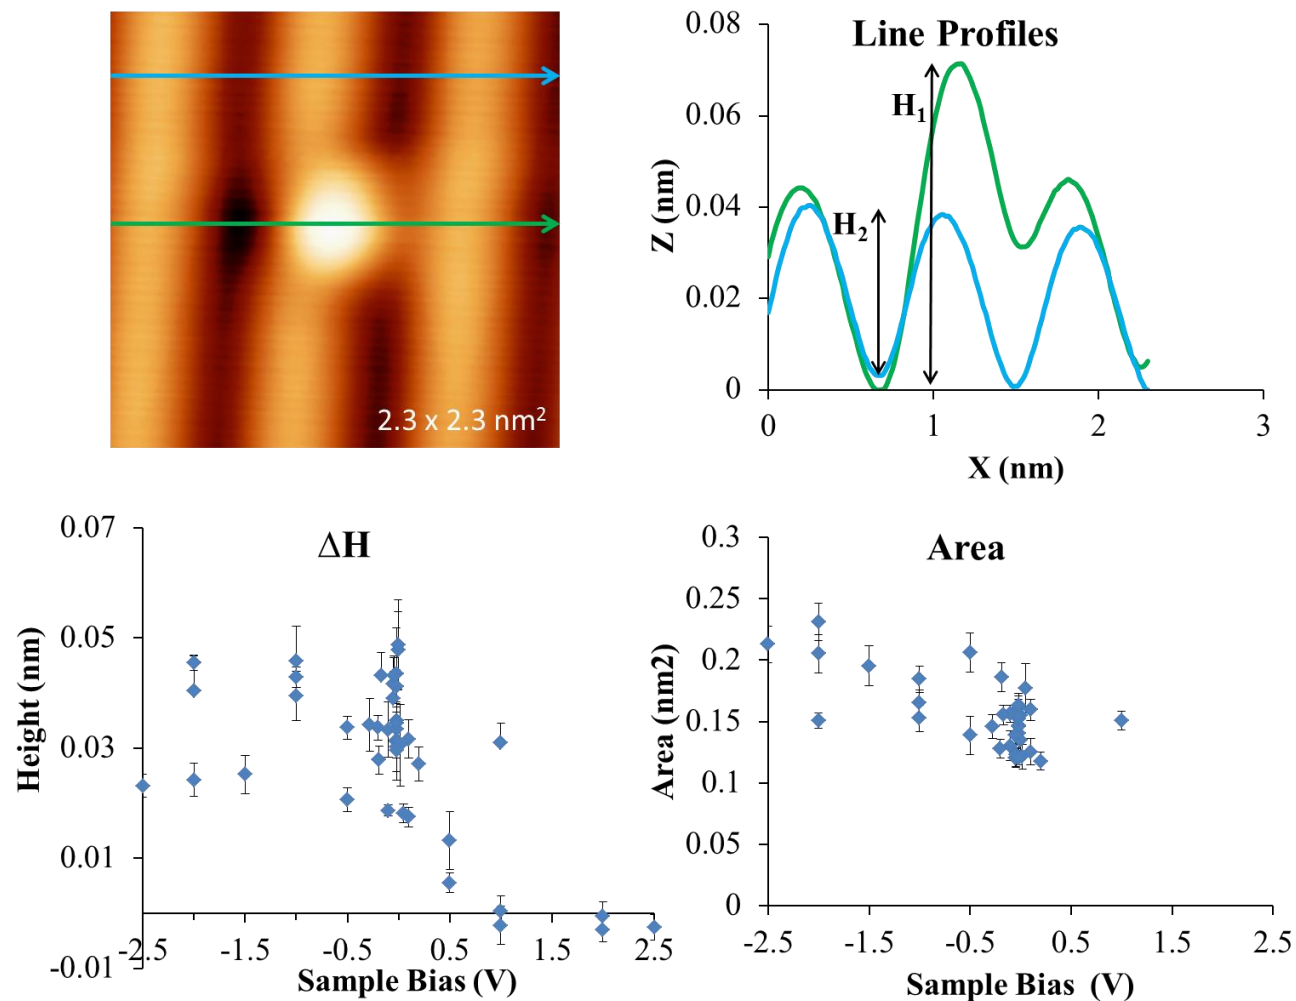 2.3 x 2.3 nm²
Line Profiles
0.08
0.06
0.04
0.02
0
Z (nm)
H₁
H₂
0 1 2 3
X (nm)
ΔH
0.07
0.05
0.03
0.01
-0.01
Height (nm)
-2.5 -1.5 -0.5 0.5 1.5 2.5
Sample Bias (V)
Area
0.3
0.25
0.2
0.15
0.1
0.05
0
Area (nm2)
-2.5 -1.5 -0.5 0.5 1.5 2.5
Sample Bias (V)